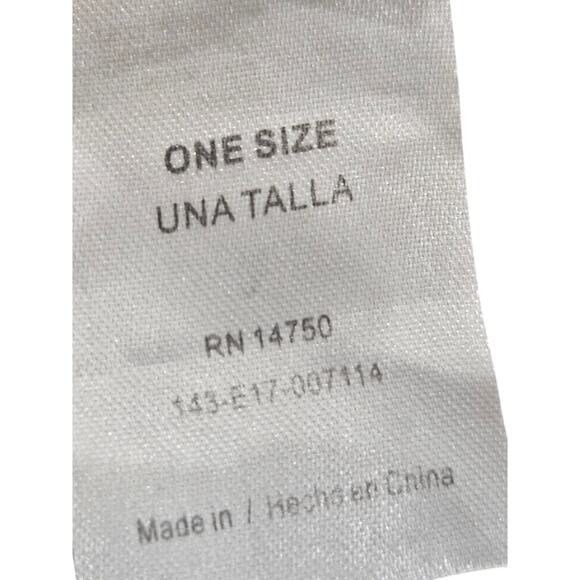 ONE SIZE
UNA TALLA
RN 14750
143-E17-007114
Made in / Hecho en China